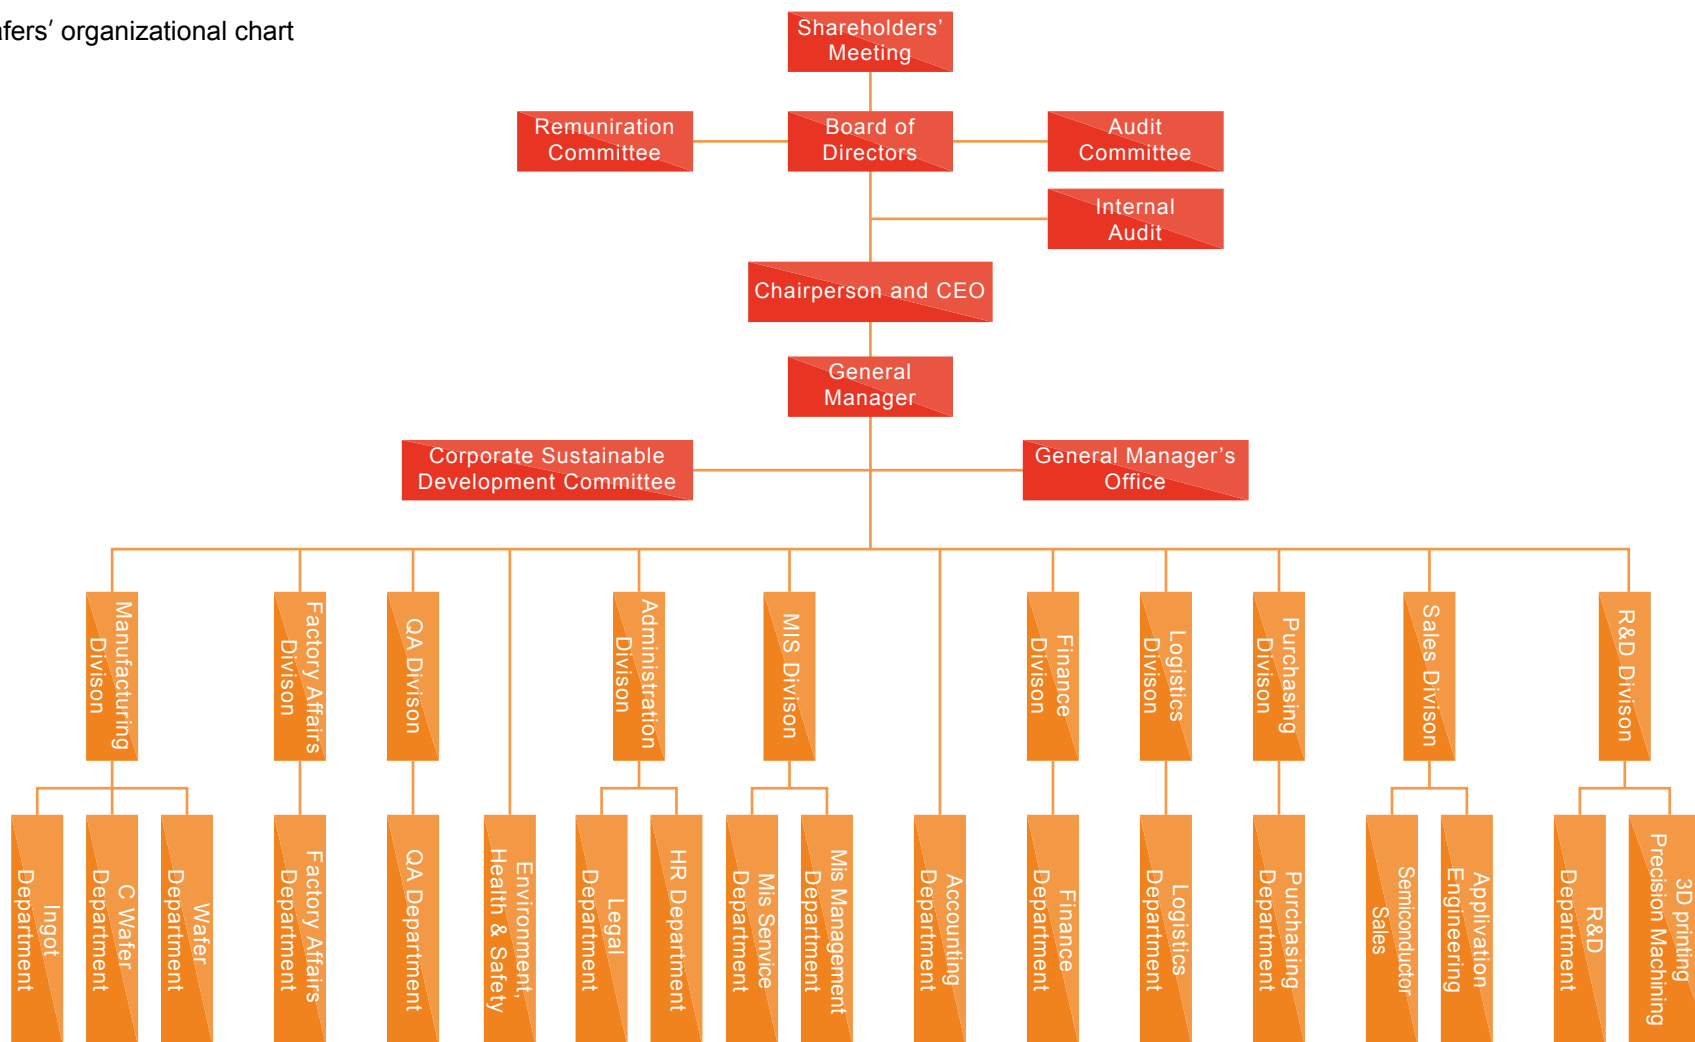 afers' organizational chart
Shareholders'
Meeting
Remuniration
Committee
Board of
Directors
Audit
Committee
Internal
Audit
Chairperson and CEO
General
Manager
Corporate Sustainable
Development Committee
General Manager's
Office
Manufacturing
Divison
Factory Affairs
Divison
QA Divison
Administration
Divison
MIS Divison
Finance
Divison
Logistics
Divison
Purchasing
Divison
Sales Divison
R&D Divison
Ingot
Department
C Wafer
Department
Wafer
Department
Factory Affairs
Department
QA Department
Environment,
Health & Safety
Legal
Department
HR Department
Mis Service
Department
Mis Management
Department
Accounting
Department
Finance
Department
Logistics
Department
Purchasing
Department
Semiconductor
Sales
Applivation
Engineering
R&D
Department
3D printing
Precision Machining